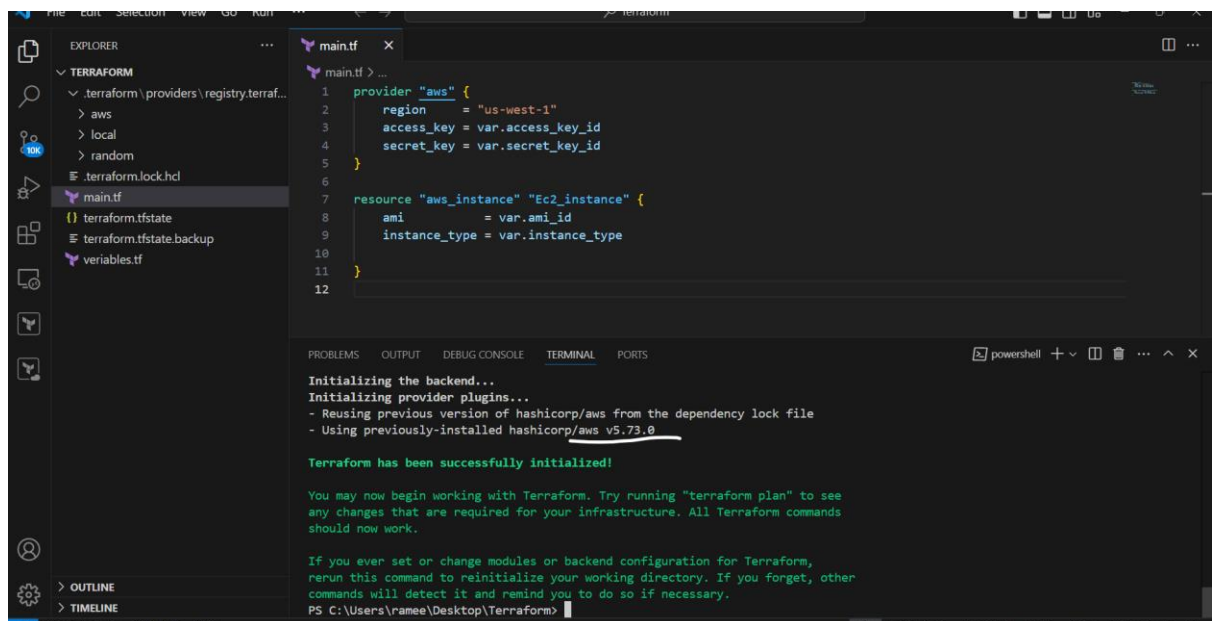 File Edit Selection View Go Run ...
Terraform
EXPLORER ...
TERRAFORM
.terraform\providers\registry.terraf...
aws
local
random
.terraform.lock.hcl
main.tf
terraform.tfstate
terraform.tfstate.backup
veriables.tf
OUTLINE
TIMELINE
10K
main.tf
main.tf > ...
1 provider "aws" {
2 region = "us-west-1"
3 access_key = var.access_key_id
4 secret_key = var.secret_key_id
5 }
6
7 resource "aws_instance" "Ec2_instance" {
8 ami = var.ami_id
9 instance_type = var.instance_type
10
11 }
12
PROBLEMS OUTPUT DEBUG CONSOLE TERMINAL PORTS
powershell
Initializing the backend...
Initializing provider plugins...
- Reusing previous version of hashicorp/aws from the dependency lock file
- Using previously-installed hashicorp/aws v5.73.0
Terraform has been successfully initialized!
You may now begin working with Terraform. Try running "terraform plan" to see
any changes that are required for your infrastructure. All Terraform commands
should now work.
If you ever set or change modules or backend configuration for Terraform,
rerun this command to reinitialize your working directory. If you forget, other
commands will detect it and remind you to do so if necessary.
PS C:\Users\ramee\Desktop\Terraform>